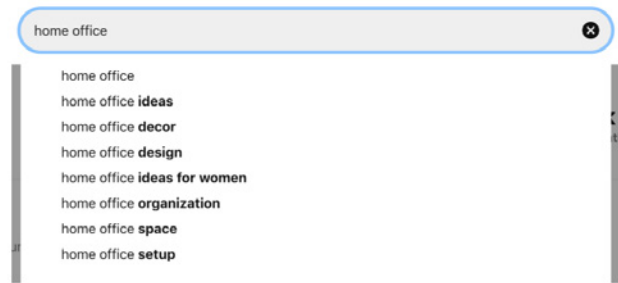 home office
home office
home office ideas
home office decor
home office design
home office ideas for women
home office organization
home office space
home office setup